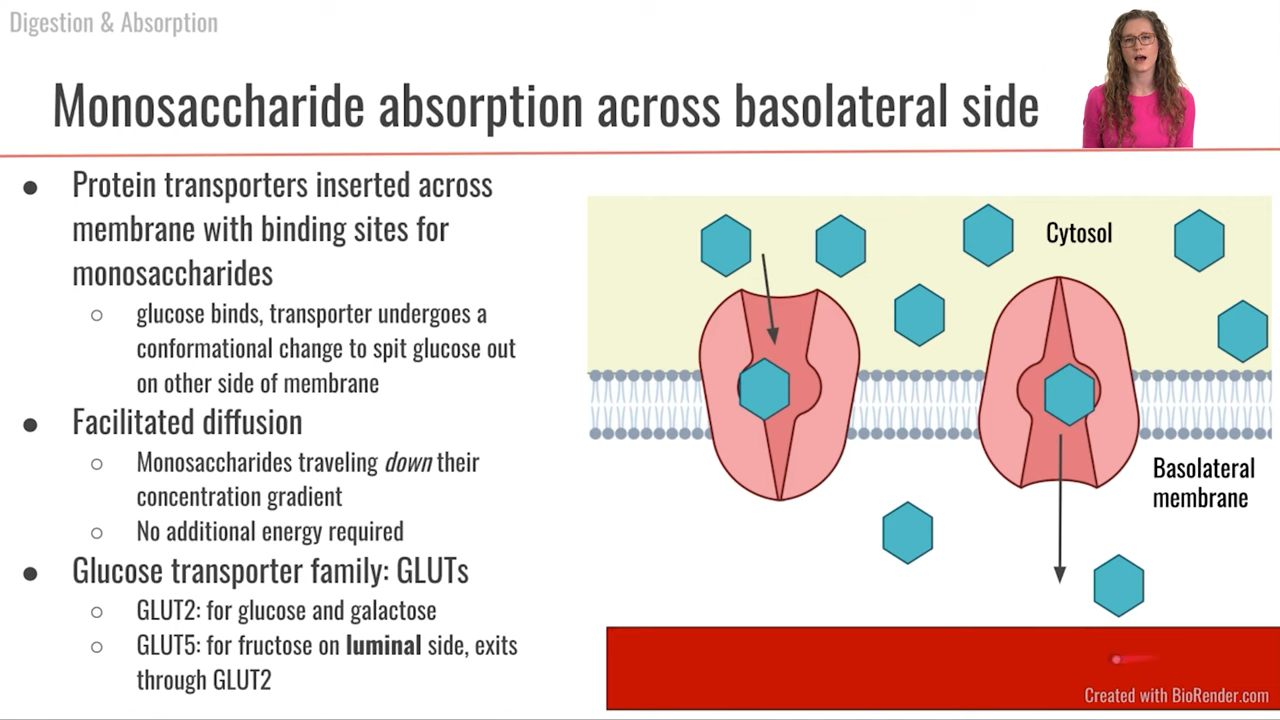 Digestion & Absorption
Monosaccharide absorption across basolateral side
● Protein transporters inserted across
membrane with binding sites for
monosaccharides
○ glucose binds, transporter undergoes a
conformational change to spit glucose out
on other side of membrane
● Facilitated diffusion
○ Monosaccharides traveling down their
concentration gradient
○ No additional energy required
● Glucose transporter family: GLUTs
○ GLUT2: for glucose and galactose
○ GLUT5: for fructose on luminal side, exits
through GLUT2
Cytosol
Basolateral
membrane
Created with BioRender.com